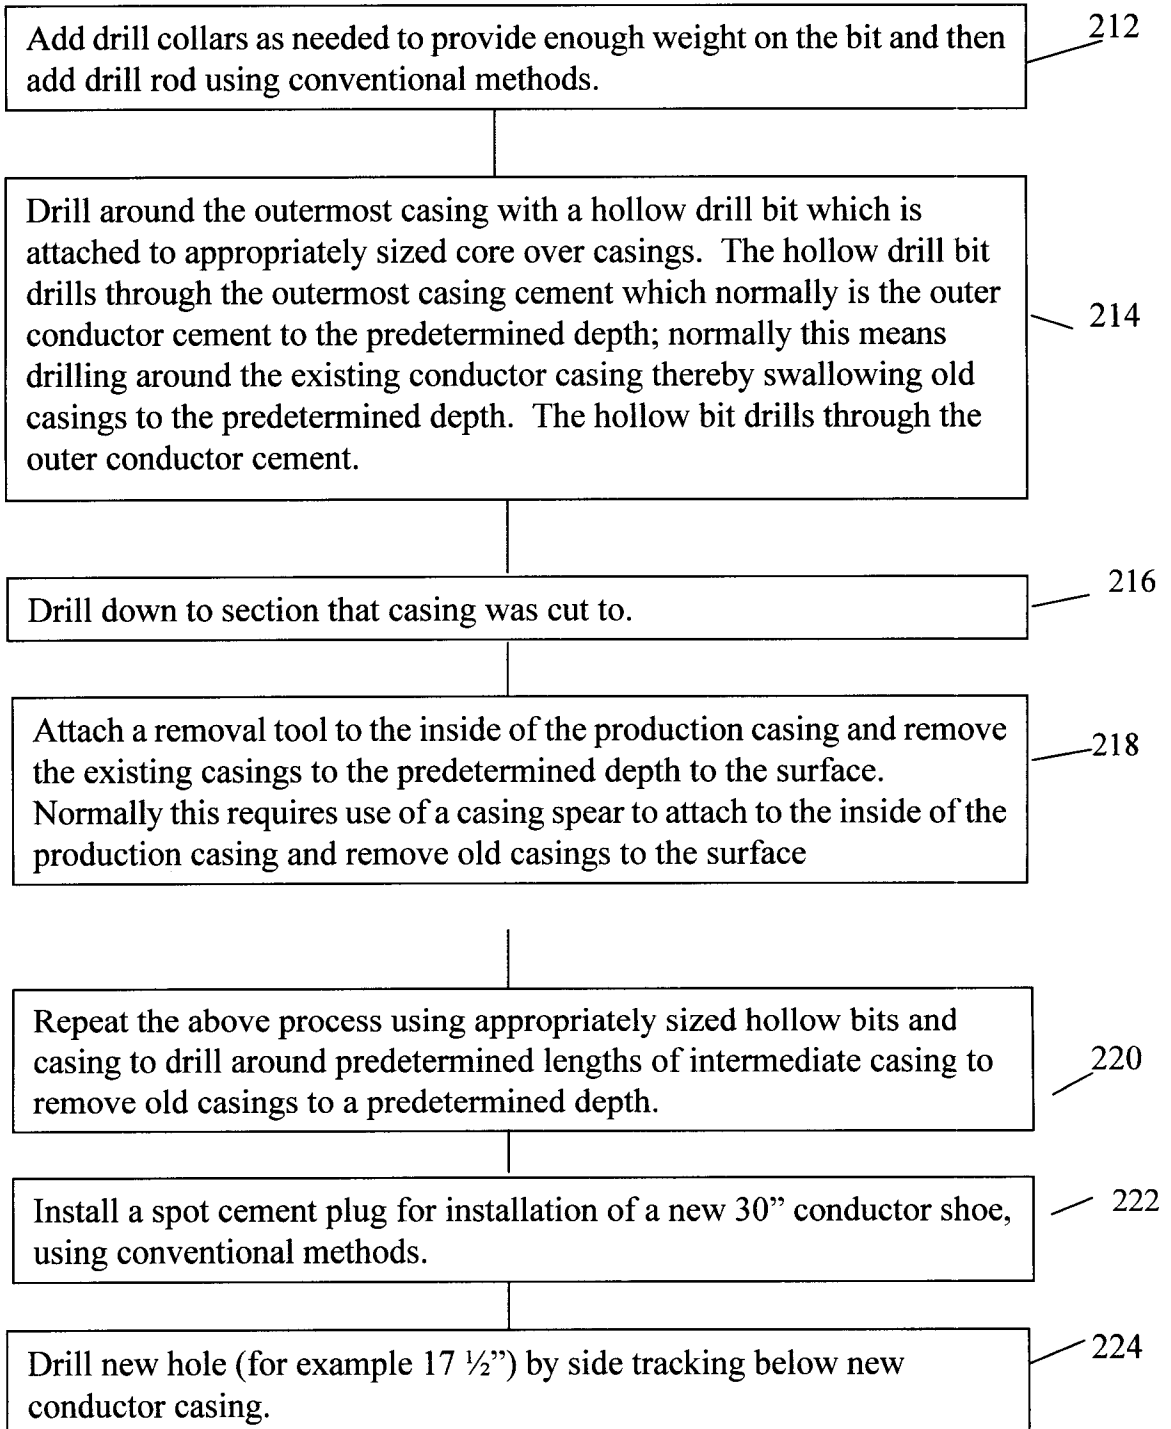 Add drill collars as needed to provide enough weight on the bit and then
add drill rod using conventional methods.
212
Drill around the outermost casing with a hollow drill bit which is
attached to appropriately sized core over casings.  The hollow drill bit
drills through the outermost casing cement which normally is the outer
conductor cement to the predetermined depth; normally this means
drilling around the existing conductor casing thereby swallowing old
casings to the predetermined depth.  The hollow bit drills through the
outer conductor cement.
214
Drill down to section that casing was cut to.
216
Attach a removal tool to the inside of the production casing and remove
the existing casings to the predetermined depth to the surface.
Normally this requires use of a casing spear to attach to the inside of the
production casing and remove old casings to the surface
218
Repeat the above process using appropriately sized hollow bits and
casing to drill around predetermined lengths of intermediate casing to
remove old casings to a predetermined depth.
220
Install a spot cement plug for installation of a new 30” conductor shoe,
using conventional methods.
222
Drill new hole (for example 17 ½”) by side tracking below new
conductor casing.
224